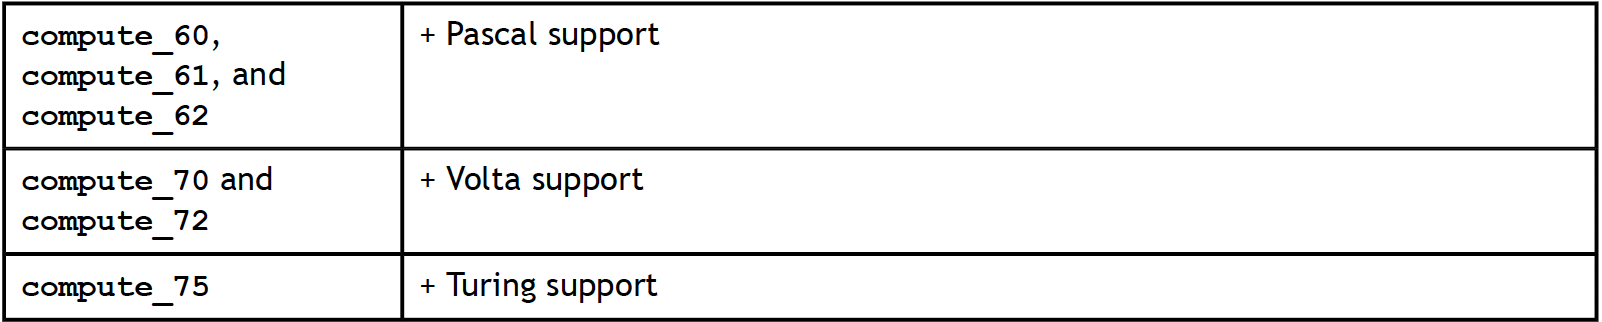 compute_60,
compute_61, and
compute_62
+ Pascal support
compute_70 and
compute_72
+ Volta support
compute_75
+ Turing support